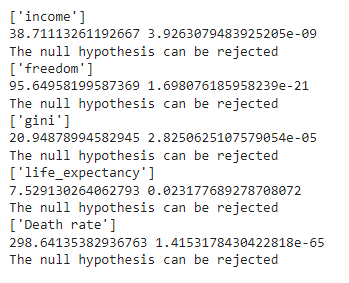 ['income']
38.71113261192667 3.9263079483925205e-09
The null hypothesis can be rejected
['freedom']
95.64958199587369 1.698076185958239e-21
The null hypothesis can be rejected
['gini']
20.94878994582945 2.8250625107579054e-05
The null hypothesis can be rejected
['life_expectancy']
7.529130264062793 0.023177689278708072
The null hypothesis can be rejected
['Death rate']
298.64135382936763 1.4153178430422818e-65
The null hypothesis can be rejected